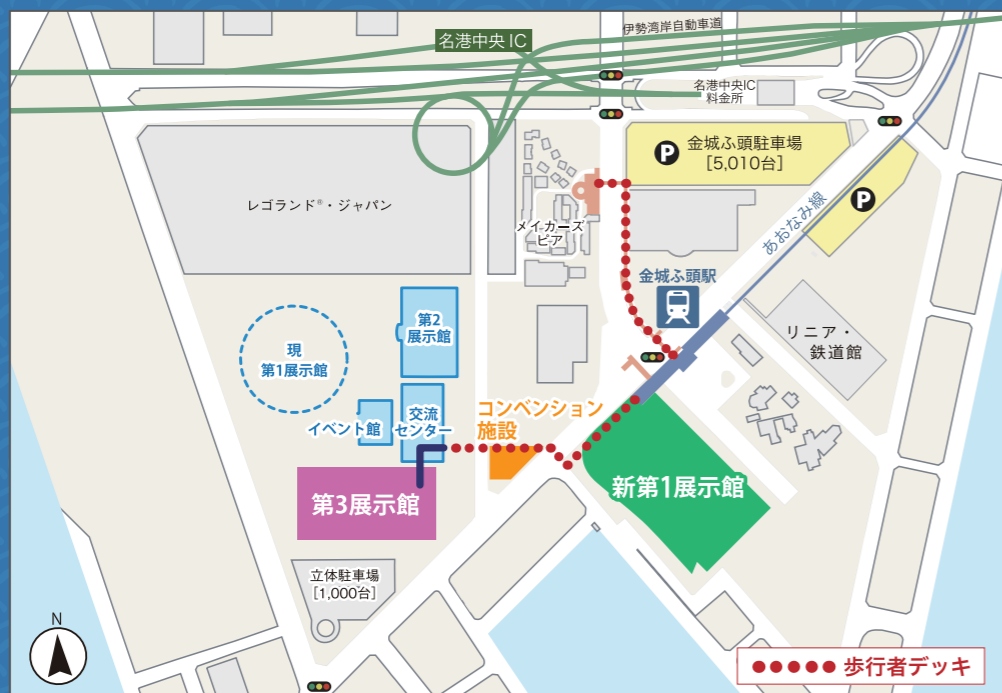 伊勢湾岸自動車道
名港中央 IC
名港中央IC
料金所
P
金城ふ頭駐車場
[5,010台]
レゴランド®・ジャパン
メイカーズ
ピア
P
あおなみ線
金城ふ頭駅
第2
展示館
現
第1展示館
リニア・
鉄道館
イベント館
交流
センター
コンベンション
施設
新第1展示館
第3展示館
立体駐車場
[1,000台]
N
歩行者デッキ